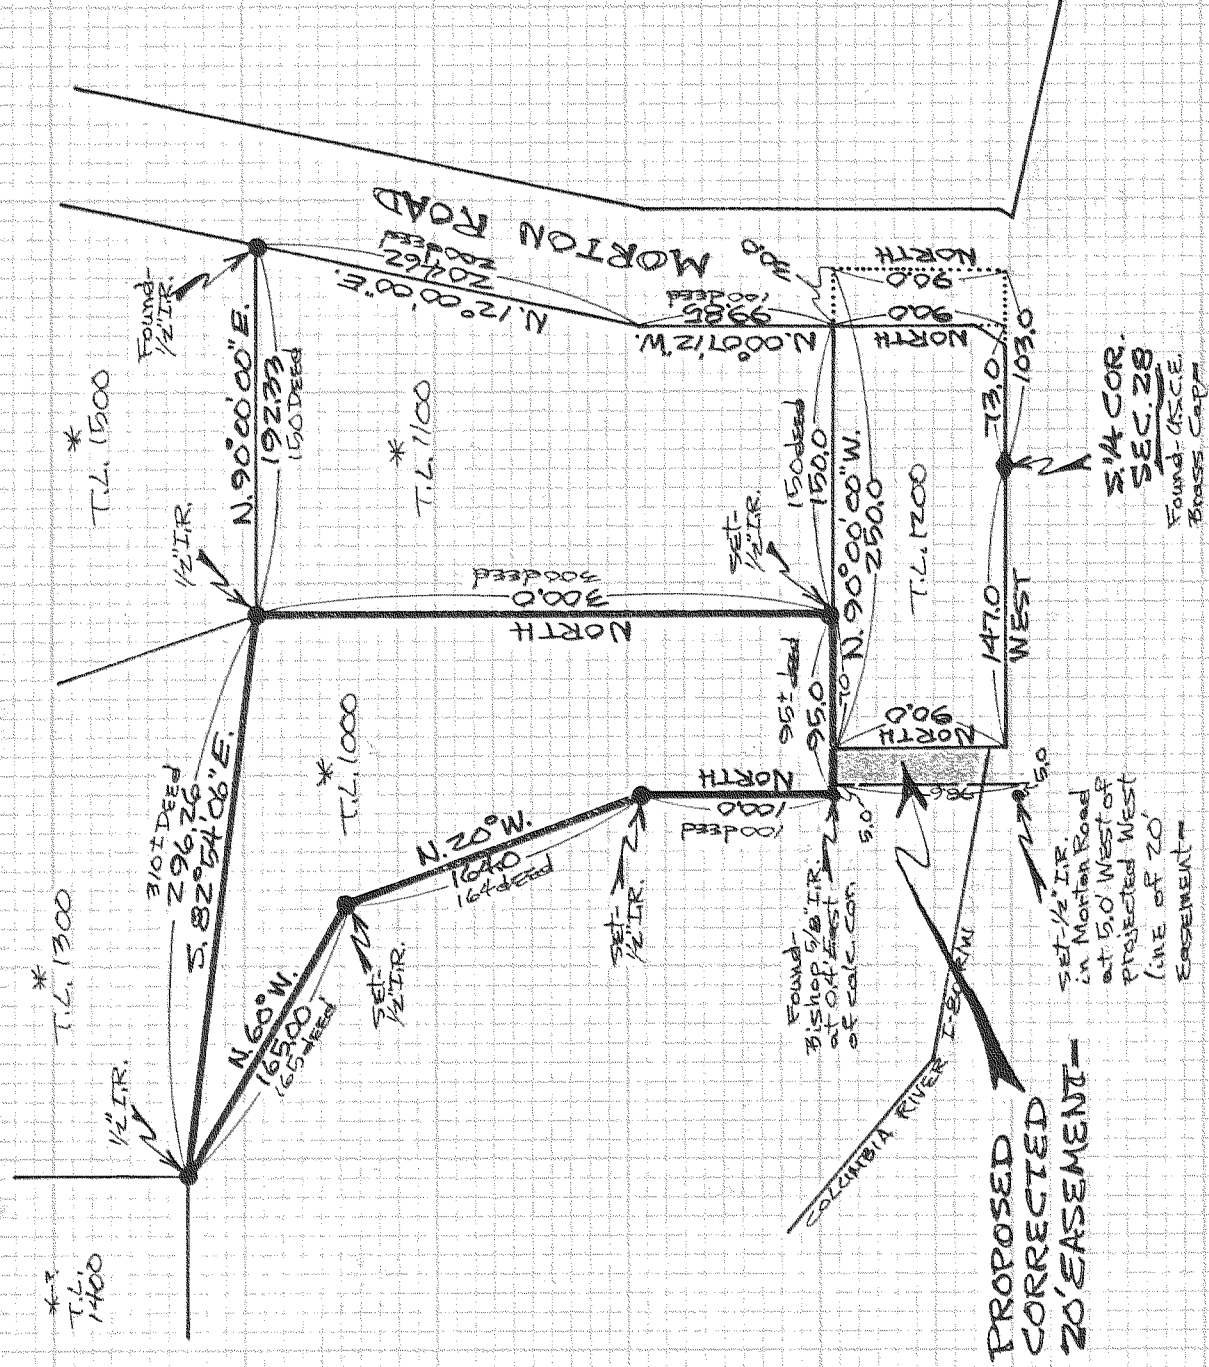 MORTON ROAD
Found-
1/2" I.R.
N.90°00'00"E.
192.33
150 DEED
*
T.L. 1500
1/2" I.R.
*
T.L. 1100
N.12°00'00"E.
204.62
200 deed
N.00°07'12"W.
99.85
100 deed
30.0
NORTH
90.0
90.0
NORTH
73.0
103.0
S.1/4 COR.
SEC. 28
Found-U.S.C.E.
Brass Cap-
150 deed
150.0
N.90°00'00"W.
250.0
T.L. 1200
SET-
1/2" I.R.
300 deed
300.0
NORTH
147.0
WEST
95± deed
95.0
90.0
NORTH
*
T.L. 1000
310± DEED
296.26
S.82°54'06"E.
*
T.L. 1300
N.20°W.
164.0
164 DEED
NORTH
100.0
100 deed
5.0
98.6
5.0
SET-
1/2" I.R.
SET-
1/2" I.R.
N.60°W.
165.00
165 deed
1/2" I.R.
T.L.
1400
Found-
Bishop 5/8" I.R.
at 0.4' East
of calc. cor.
SET-1/2" I.R.
in Morton Road
at 5.0' West of
projected West
line of 20'
Easement-
COLUMBIA RIVER
PROPOSED
CORRECTED
20' EASEMENT-